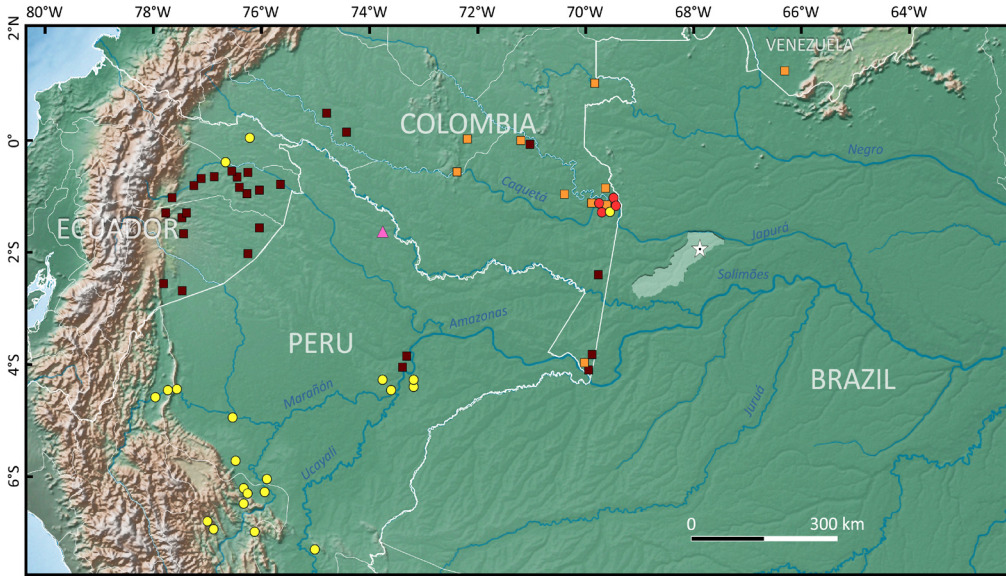 80°W 78°W 76°W 74°W 72°W 70°W 68°W 66°W 64°W
2°N
VENEZUELA
COLOMBIA
0°
Negro
Caquetá
ECUADOR
Japurá
2°S
Solimões
Amazonas
PERU
4°S
BRAZIL
Marañón
Juruá
Ucayali
6°S
0 300 km